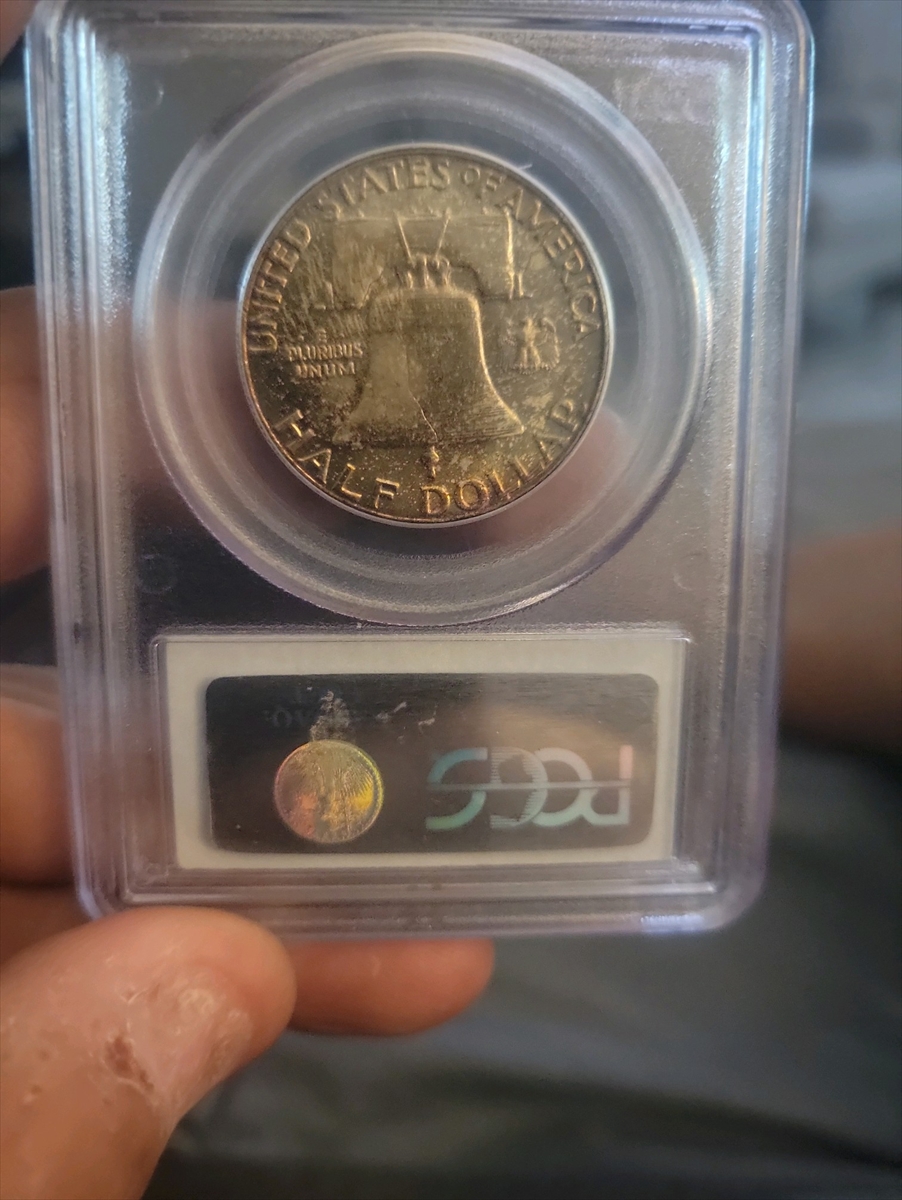 UNITED STATES OF AMERICA
E
PLURIBUS
UNUM
HALF DOLLAR
PCGS